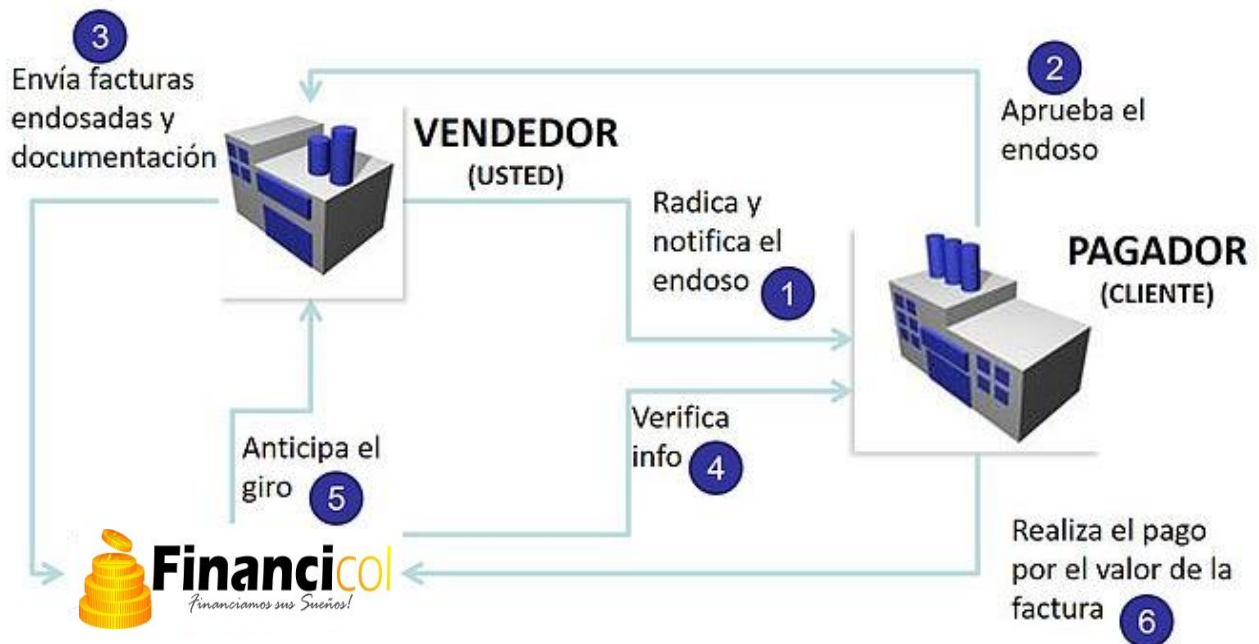 3
Envía facturas
endosadas y
documentación
VENDEDOR
(USTED)
2
Aprueba el
endoso
Radica y
notifica el
endoso 1
PAGADOR
(CLIENTE)
Anticipa el
giro 5
Verifica
info 4
Financicol
Financiamos sus Sueños!
Realiza el pago
por el valor de la
factura 6